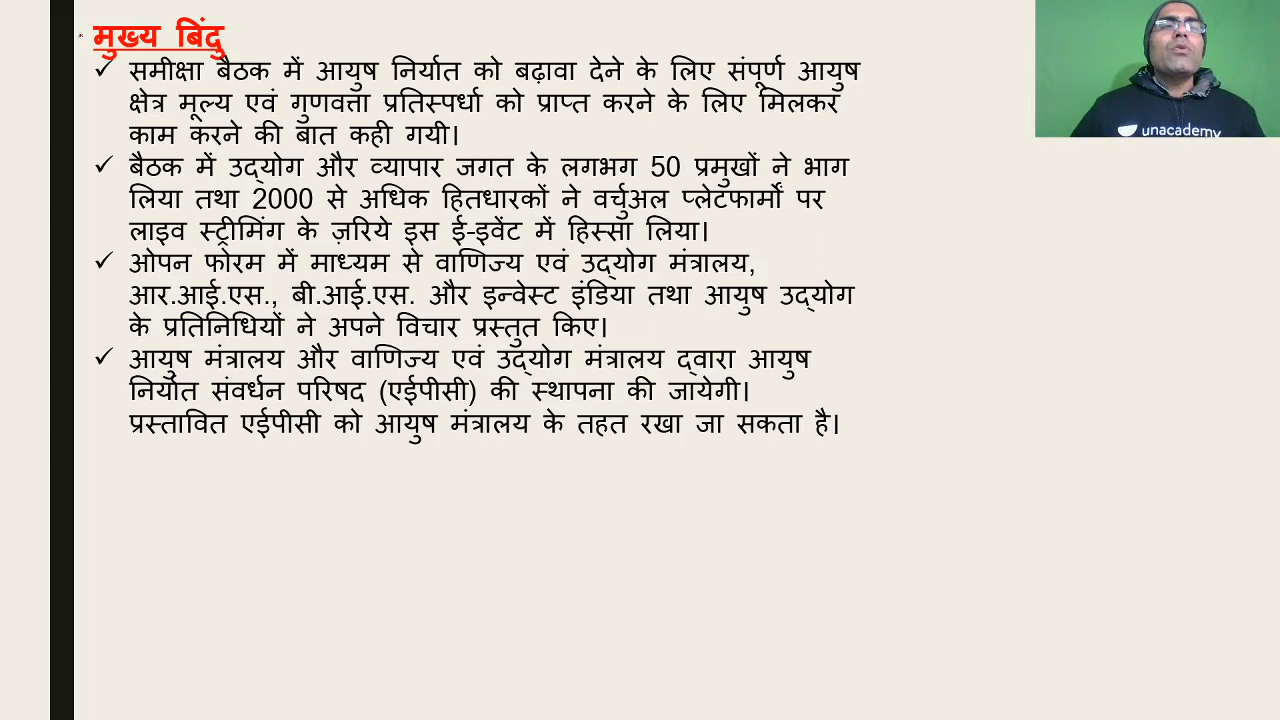 * मुख्य बिंदु
✓ समीक्षा बैठक में आयुष निर्यात को बढ़ावा देने के लिए संपूर्ण आयुष
क्षेत्र मूल्य एवं गुणवत्ता प्रतिस्पर्धा को प्राप्त करने के लिए मिलकर
काम करने की बात कही गयी।
✓ बैठक में उद्योग और व्यापार जगत के लगभग 50 प्रमुखों ने भाग
लिया तथा 2000 से अधिक हितधारकों ने वर्चुअल प्लेटफार्मों पर
लाइव स्ट्रीमिंग के ज़रिये इस ई-इवेंट में हिस्सा लिया।
✓ ओपन फोरम में माध्यम से वाणिज्य एवं उद्योग मंत्रालय,
आर.आई.एस., बी.आई.एस. और इन्वेस्ट इंडिया तथा आयुष उद्योग
के प्रतिनिधियों ने अपने विचार प्रस्तुत किए।
✓ आयुष मंत्रालय और वाणिज्य एवं उद्योग मंत्रालय द्वारा आयुष
निर्यात संवर्धन परिषद (एईपीसी) की स्थापना की जायेगी।
प्रस्तावित एईपीसी को आयुष मंत्रालय के तहत रखा जा सकता है।
unacademy